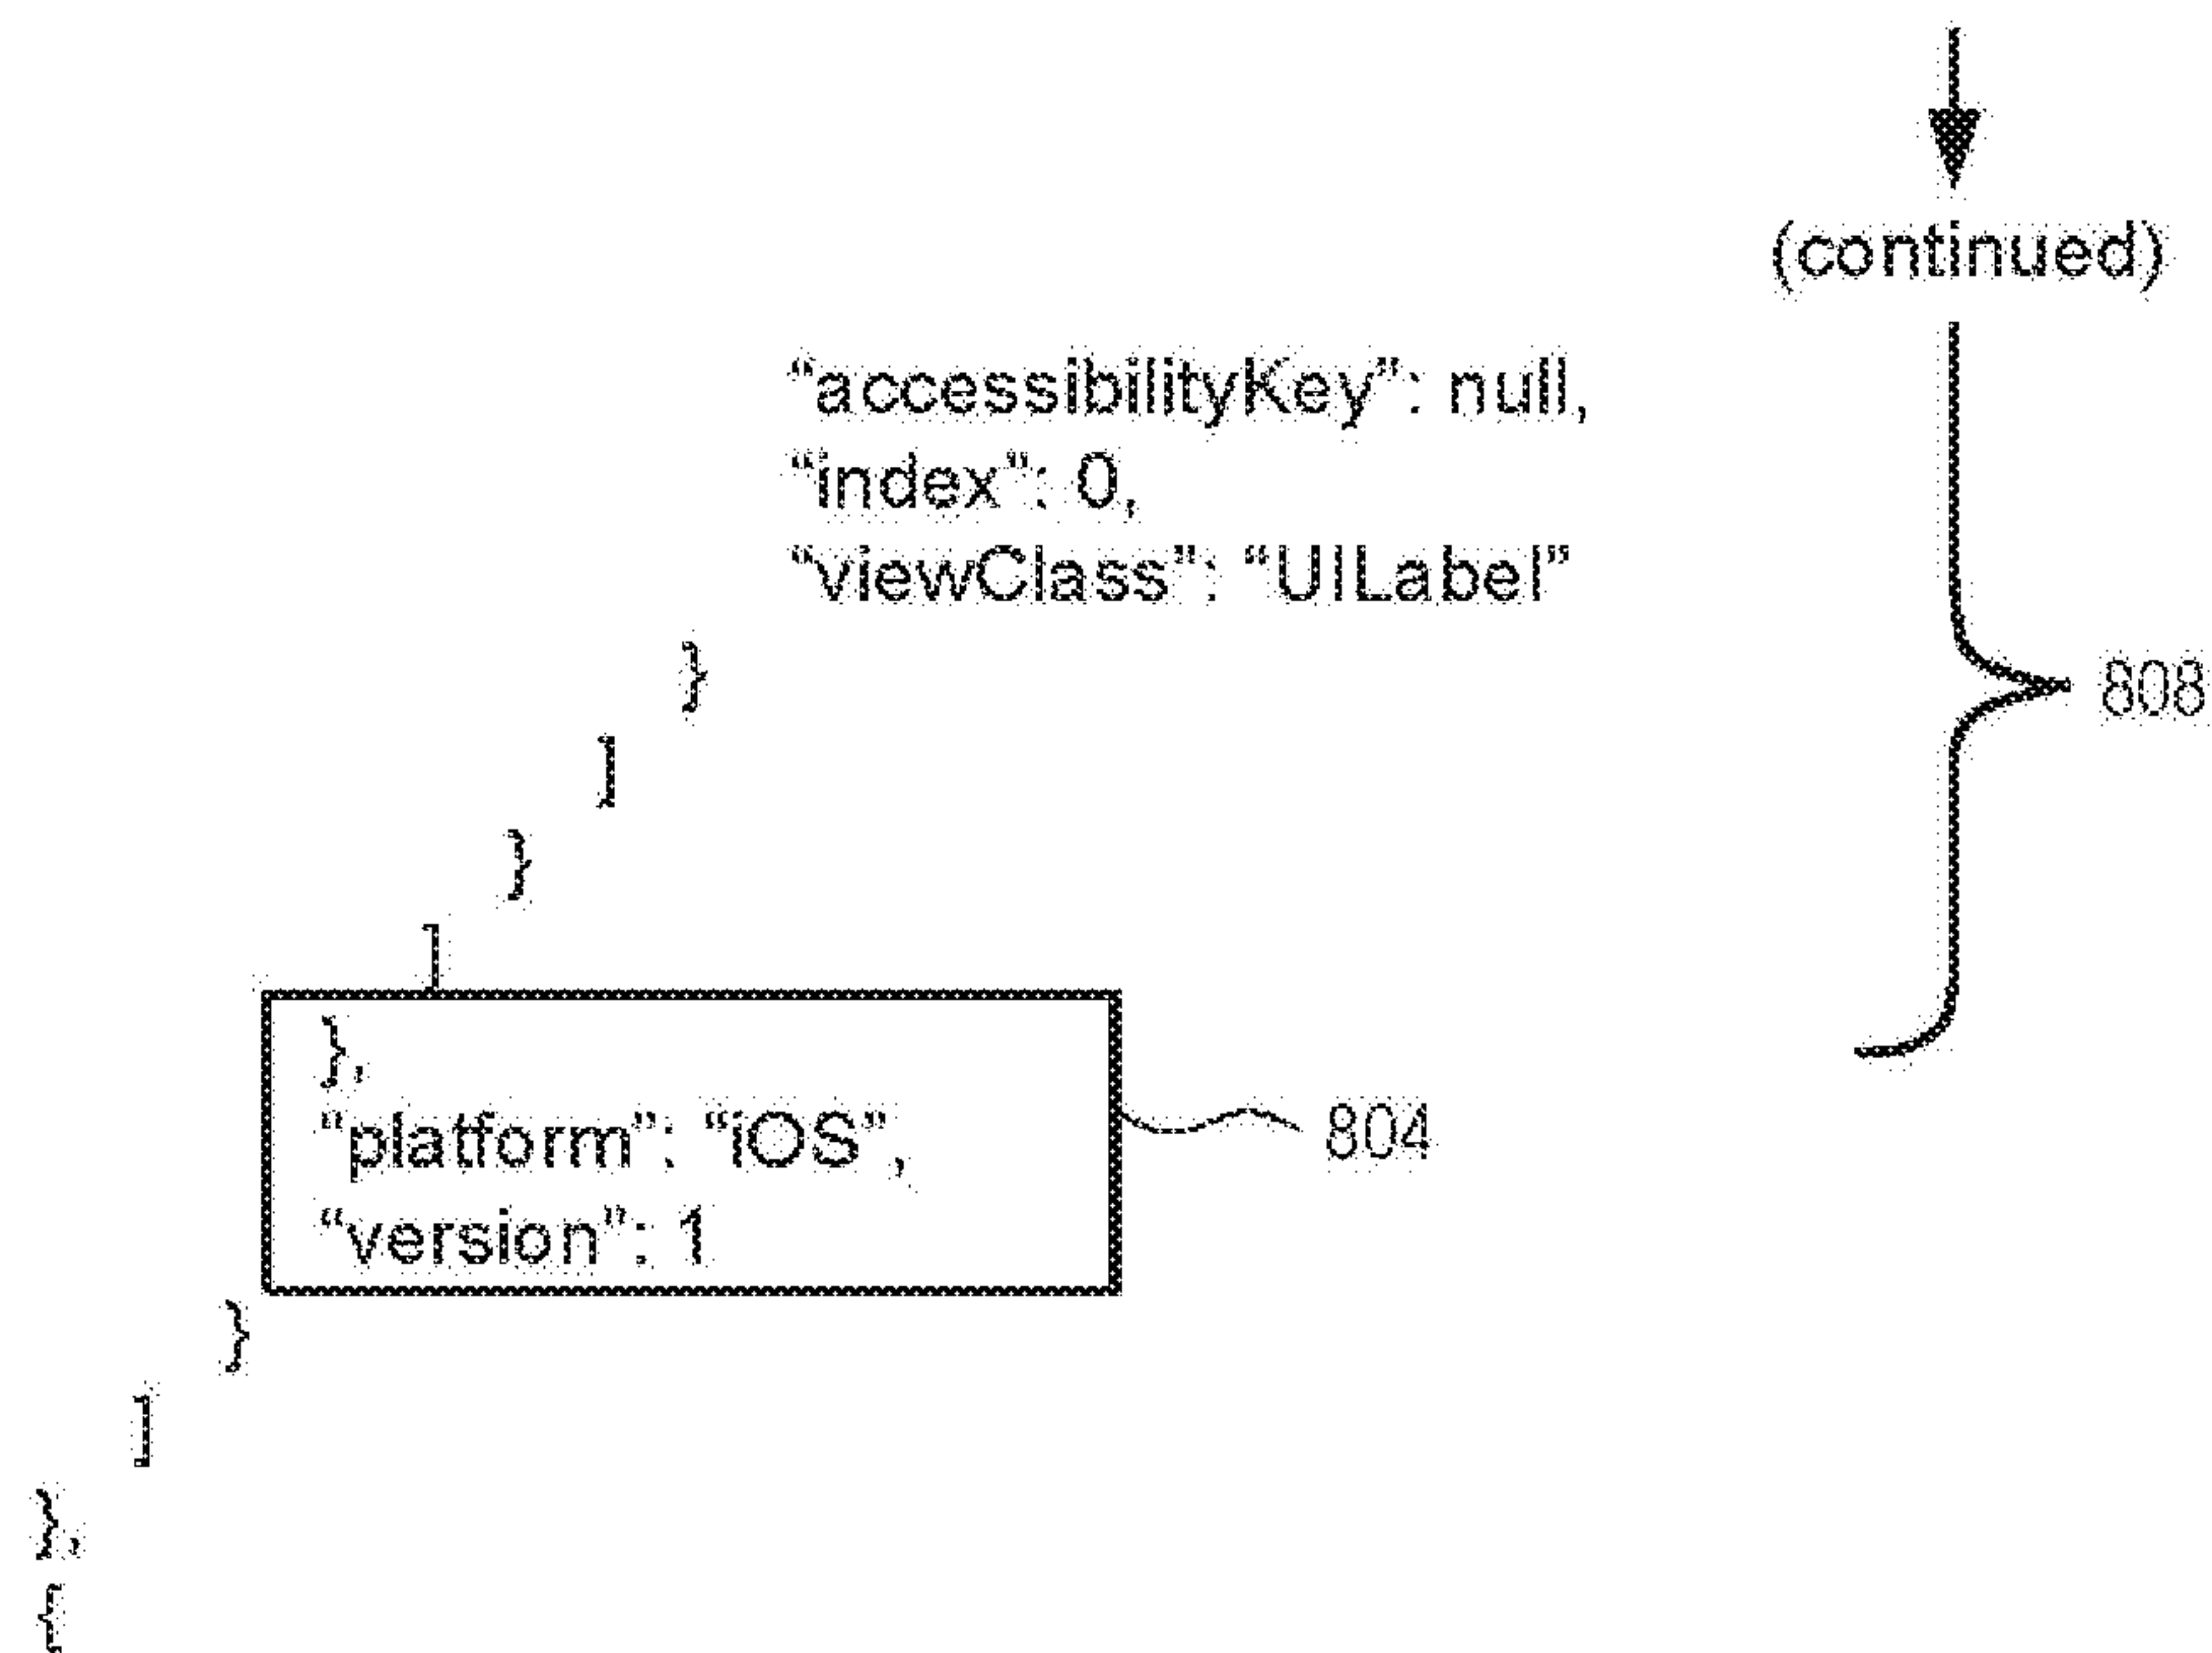 (continued)
“accessibilityKey”: null,
“index”: 0,
“viewClass”: “UILabel”
}
808
]
}
]
},
“platform”: “iOS”,
804
“version”: 1
}
]
},
{